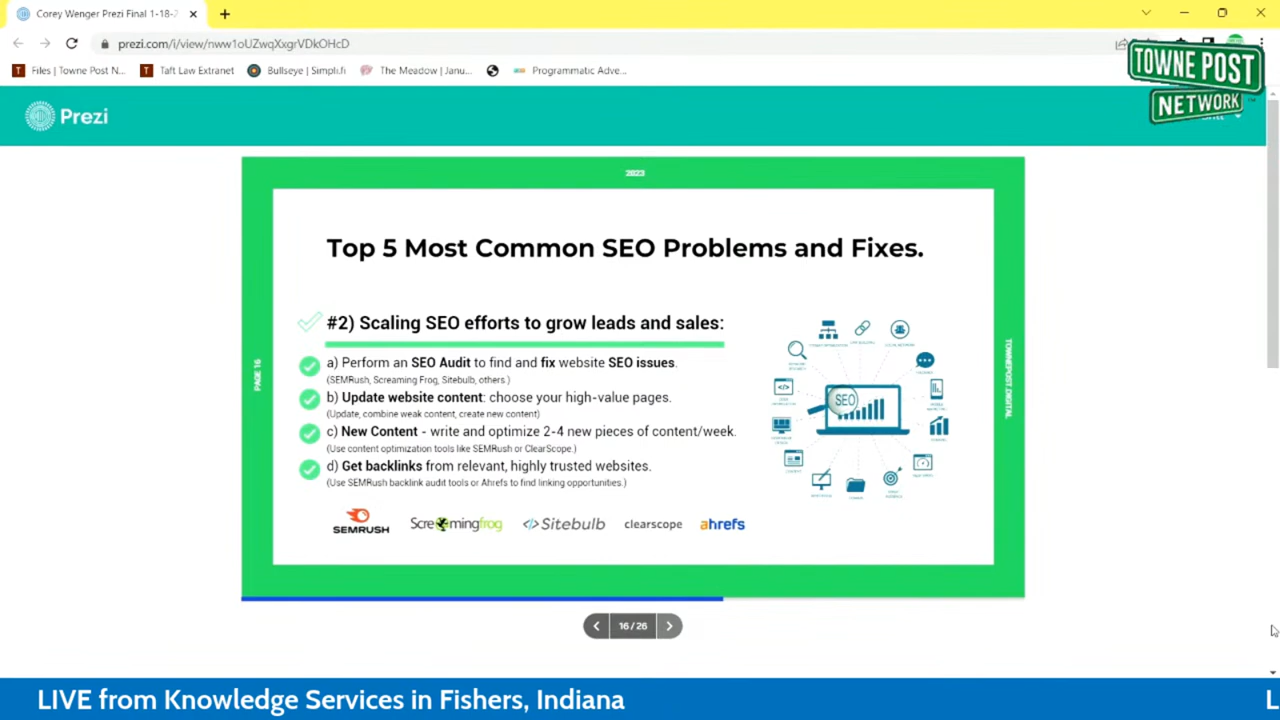 Corey Wenger Prezi Final 1-18-2
prezi.com/i/view/nww1oUZwqXxgrVDkOHcD
Files | Towne Post N...
Taft Law Extranet
Bullseye | Simpli.fi
The Meadow | Janu...
Programmatic Adve...
TOWNE POST
NETWORK
Prezi
2023
Top 5 Most Common SEO Problems and Fixes.
#2) Scaling SEO efforts to grow leads and sales:
a) Perform an SEO Audit to find and fix website SEO issues.
(SEMRush, Screaming Frog, Sitebulb, others.)
b) Update website content: choose your high-value pages.
(Update, combine weak content, create new content)
c) New Content - write and optimize 2-4 new pieces of content/week.
(Use content optimization tools like SEMRush or ClearScope.)
d) Get backlinks from relevant, highly trusted websites.
(Use SEMRush backlink audit tools or Ahrefs to find linking opportunities.)
SEMRUSH
Screamingfrog
Sitebulb
clearscope
ahrefs
SEO
PAGE 16
TOWNEPOST.DIGITAL
16 / 26
LIVE from Knowledge Services in Fishers, Indiana
L